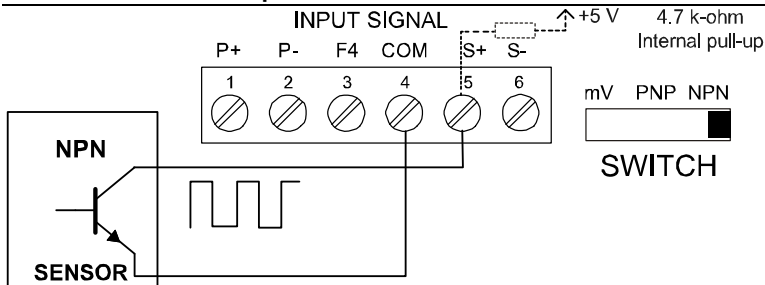 INPUT SIGNAL
+5 V
4.7 k-ohm
Internal pull-up
P+ P- F4 COM S+ S-
1 2 3 4 5 6
mV PNP NPN
SWITCH
NPN
SENSOR